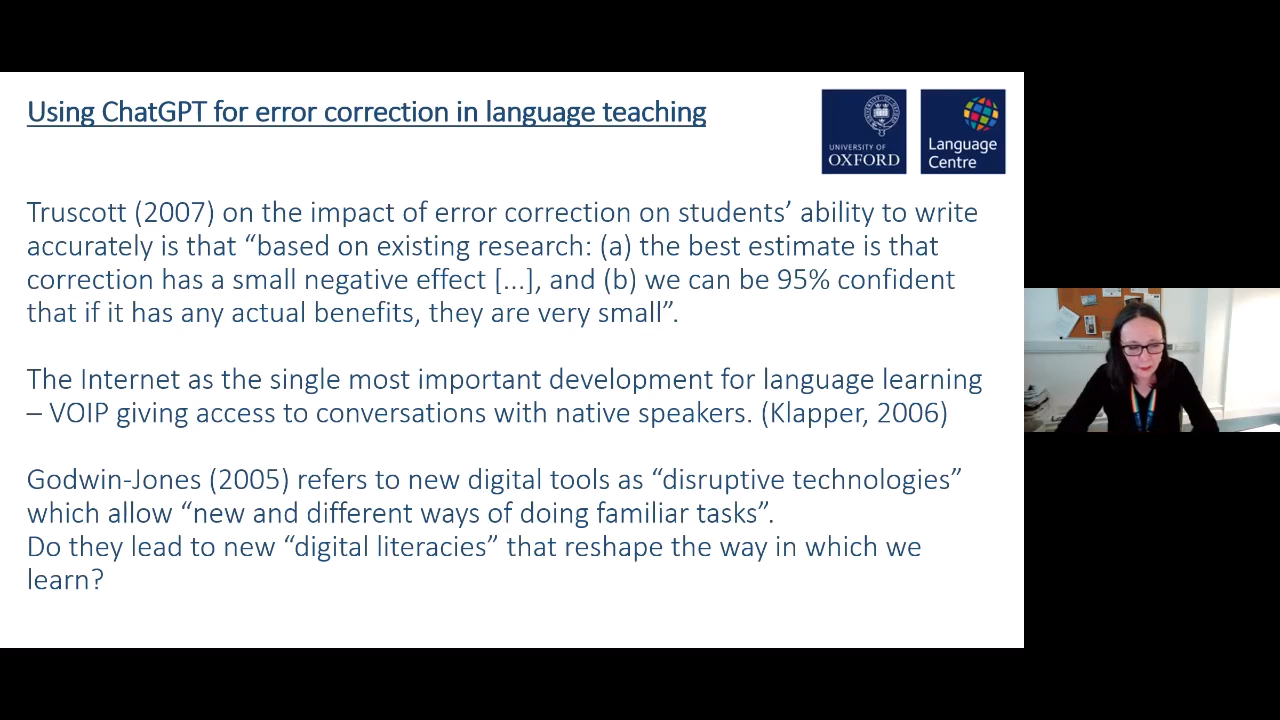 Using ChatGPT for error correction in language teaching
UNIVERSITY OF
OXFORD
Language
Centre
Truscott (2007) on the impact of error correction on students’ ability to write
accurately is that “based on existing research: (a) the best estimate is that
correction has a small negative effect [...], and (b) we can be 95% confident
that if it has any actual benefits, they are very small”.
The Internet as the single most important development for language learning
– VOIP giving access to conversations with native speakers. (Klapper, 2006)
Godwin-Jones (2005) refers to new digital tools as “disruptive technologies”
which allow “new and different ways of doing familiar tasks”.
Do they lead to new “digital literacies” that reshape the way in which we
learn?